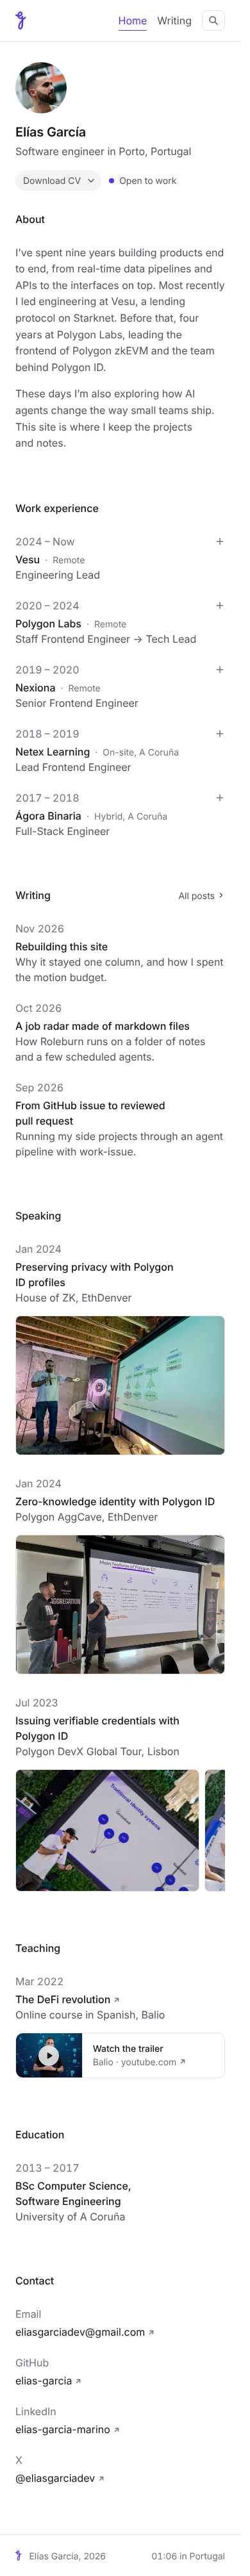 Home Writing
Elías García
Software engineer in Porto, Portugal
Download CV
Open to work
About
I've spent nine years building products end
to end, from real-time data pipelines and
APIs to the interfaces on top. Most recently
I led engineering at Vesu, a lending
protocol on Starknet. Before that, four
years at Polygon Labs, leading the
frontend of Polygon zkEVM and the team
behind Polygon ID.
These days I'm also exploring how AI
agents change the way small teams ship.
This site is where I keep the projects
and notes.
Work experience
2024 – Now
Vesu · Remote
Engineering Lead
2020 – 2024
Polygon Labs · Remote
Staff Frontend Engineer → Tech Lead
2019 – 2020
Nexiona · Remote
Senior Frontend Engineer
2018 – 2019
Netex Learning · On-site, A Coruña
Lead Frontend Engineer
2017 – 2018
Ágora Binaria · Hybrid, A Coruña
Full-Stack Engineer
Writing
All posts
Nov 2026
Rebuilding this site
Why it stayed one column, and how I spent
the motion budget.
Oct 2026
A job radar made of markdown files
How Roleburn runs on a folder of notes
and a few scheduled agents.
Sep 2026
From GitHub issue to reviewed
pull request
Running my side projects through an agent
pipeline with work-issue.
Speaking
Jan 2024
Preserving privacy with Polygon
ID profiles
House of ZK, EthDenver
Jan 2024
Zero-knowledge identity with Polygon ID
Polygon AggCave, EthDenver
Main features of Polygon ID
Jul 2023
Issuing verifiable credentials with
Polygon ID
Polygon DevX Global Tour, Lisbon
Traditional identity systems
Teaching
Mar 2022
The DeFi revolution ↗
Online course in Spanish, Balio
Watch the trailer
Balio · youtube.com ↗
Education
2013 – 2017
BSc Computer Science,
Software Engineering
University of A Coruña
Contact
Email
eliasgarciadev@gmail.com ↗
GitHub
elias-garcia ↗
LinkedIn
elias-garcia-marino ↗
X
@eliasgarciadev ↗
Elías García, 2026
01:06 in Portugal